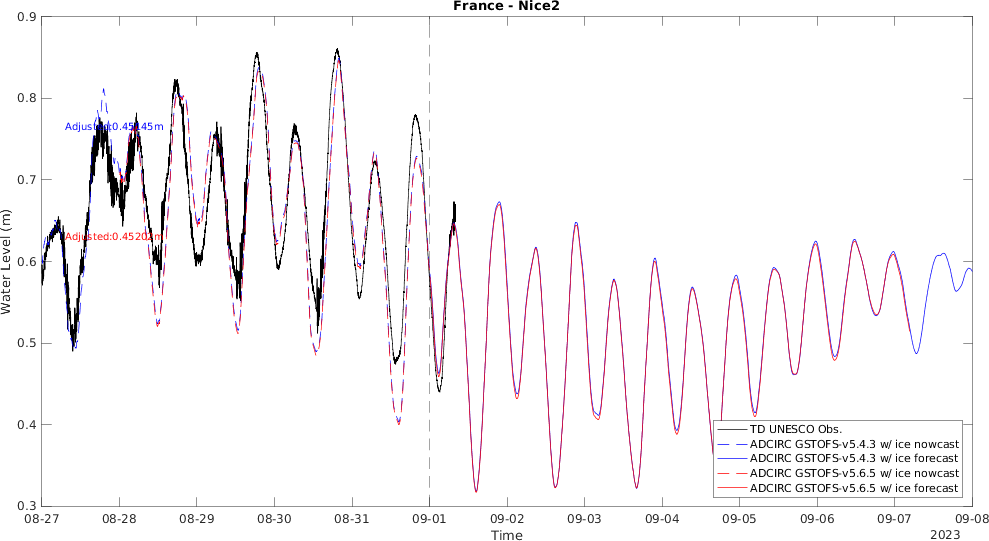 France - Nice2
0.9
0.8
0.7
0.6
0.5
0.4
0.3
Water Level (m)
Adjusted:0.45145m
Adjusted:0.45202m
TD UNESCO Obs.
ADCIRC GSTOFS-v5.4.3 w/ ice nowcast
ADCIRC GSTOFS-v5.4.3 w/ ice forecast
ADCIRC GSTOFS-v5.6.5 w/ ice nowcast
ADCIRC GSTOFS-v5.6.5 w/ ice forecast
08-27 08-28 08-29 08-30 08-31 09-01 09-02 09-03 09-04 09-05 09-06 09-07 09-08
Time
2023